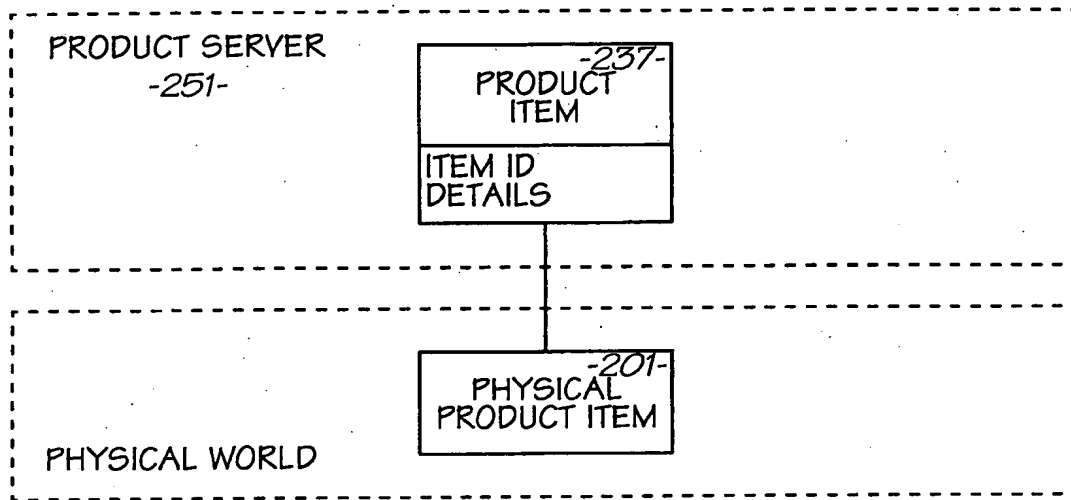 PRODUCT SERVER
-251-
-237-
PRODUCT
ITEM
ITEM ID
DETAILS
-201-
PHYSICAL
PRODUCT ITEM
PHYSICAL WORLD